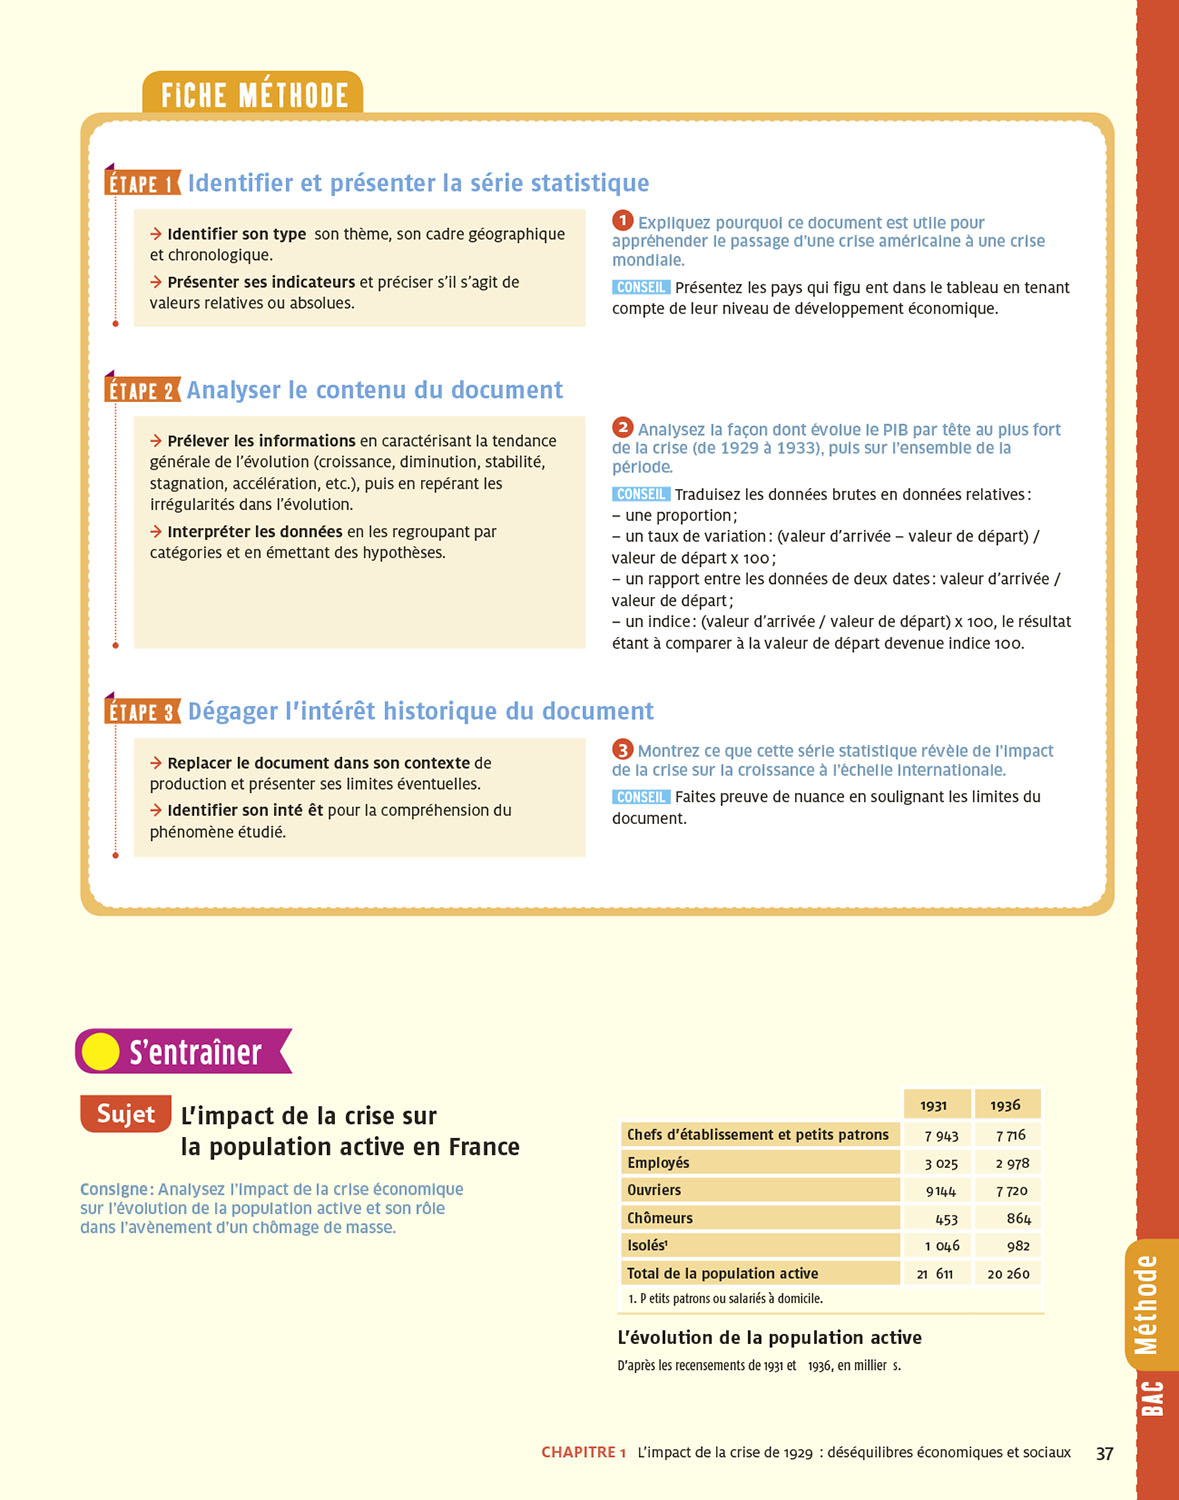 FICHE MÉTHODE
ÉTAPE 1 Identifier et présenter la série statistique
→ Identifier son type son thème, son cadre géographique
et chronologique.
→ Présenter ses indicateurs et préciser s'il s'agit de
valeurs relatives ou absolues.
1 Expliquez pourquoi ce document est utile pour
appréhender le passage d'une crise américaine à une crise
mondiale.
CONSEIL Présentez les pays qui figu ent dans le tableau en tenant
compte de leur niveau de développement économique.
ÉTAPE 2 Analyser le contenu du document
→ Prélever les informations en caractérisant la tendance
générale de l'évolution (croissance, diminution, stabilité,
stagnation, accélération, etc.), puis en repérant les
irrégularités dans l'évolution.
→ Interpréter les données en les regroupant par
catégories et en émettant des hypothèses.
2 Analysez la façon dont évolue le PIB par tête au plus fort
de la crise (de 1929 à 1933), puis sur l'ensemble de la
période.
CONSEIL Traduisez les données brutes en données relatives :
– une proportion ;
– un taux de variation : (valeur d'arrivée – valeur de départ) /
valeur de départ x 100 ;
– un rapport entre les données de deux dates : valeur d'arrivée /
valeur de départ ;
– un indice : (valeur d'arrivée / valeur de départ) x 100, le résultat
étant à comparer à la valeur de départ devenue indice 100.
ÉTAPE 3 Dégager l'intérêt historique du document
→ Replacer le document dans son contexte de
production et présenter ses limites éventuelles.
→ Identifier son inté êt pour la compréhension du
phénomène étudié.
3 Montrez ce que cette série statistique révèle de l'impact
de la crise sur la croissance à l'échelle internationale.
CONSEIL Faites preuve de nuance en soulignant les limites du
document.
S'entraîner
Sujet L'impact de la crise sur
la population active en France
Consigne : Analysez l'impact de la crise économique
sur l'évolution de la population active et son rôle
dans l'avènement d'un chômage de masse.
1931 1936
Chefs d'établissement et petits patrons 7 943 7 716
Employés 3 025 2 978
Ouvriers 9 144 7 720
Chômeurs 453 864
Isolés¹ 1 046 982
Total de la population active 21 611 20 260
1. P etits patrons ou salariés à domicile.
L'évolution de la population active
D'après les recensements de 1931 et 1936, en millier s.
Méthode
BAC
CHAPITRE 1 L'impact de la crise de 1929 : déséquilibres économiques et sociaux 37